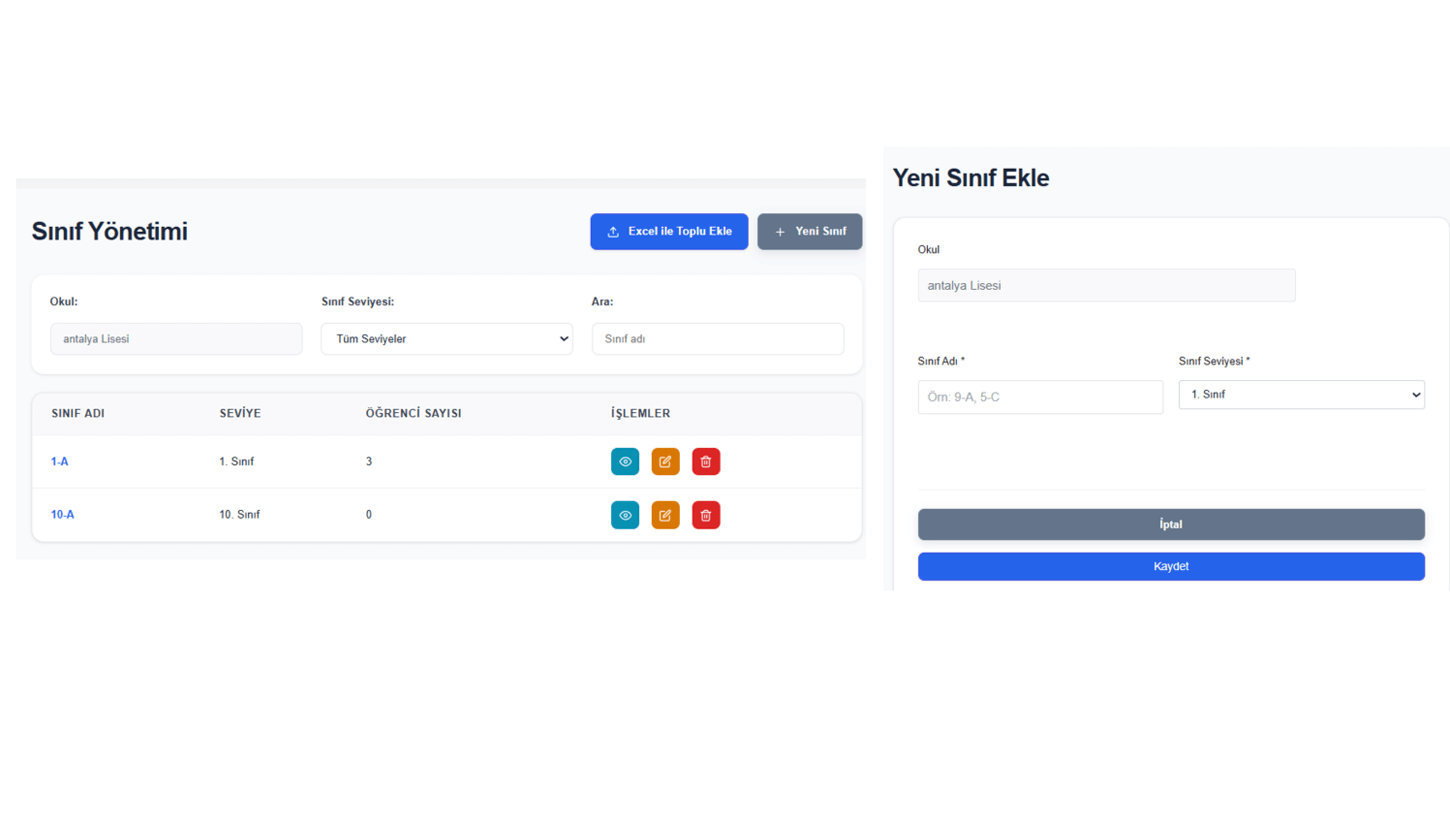 Sınıf Yönetimi
Excel ile Toplu Ekle
Yeni Sınıf
Okul:
Sınıf Seviyesi:
Ara:
antalya Lisesi
Tüm Seviyeler
Sınıf adı
SINIF ADI SEVİYE ÖĞRENCİ SAYISI İŞLEMLER
1-A 1. Sınıf 3
10-A 10. Sınıf 0
Yeni Sınıf Ekle
Okul
antalya Lisesi
Sınıf Adı * Sınıf Seviyesi *
Örn: 9-A, 5-C 1. Sınıf
İptal
Kaydet